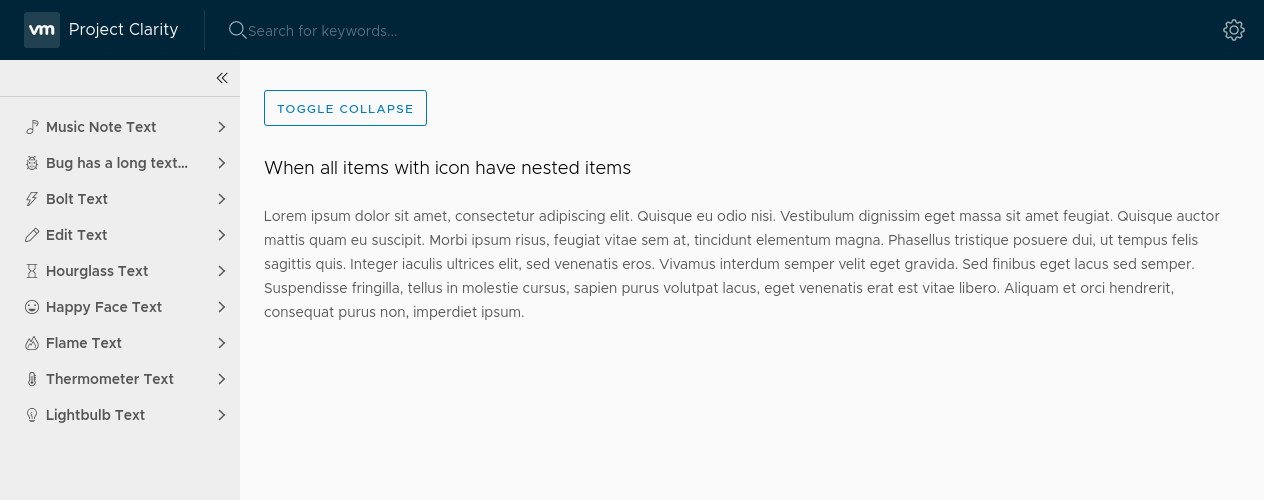 vm Project Clarity Search for keywords...
TOGGLE COLLAPSE
Music Note Text
Bug has a long text...
Bolt Text
Edit Text
Hourglass Text
Happy Face Text
Flame Text
Thermometer Text
Lightbulb Text
When all items with icon have nested items
Lorem ipsum dolor sit amet, consectetur adipiscing elit. Quisque eu odio nisi. Vestibulum dignissim eget massa sit amet feugiat. Quisque auctor
mattis quam eu suscipit. Morbi ipsum risus, feugiat vitae sem at, tincidunt elementum magna. Phasellus tristique posuere dui, ut tempus felis
sagittis quis. Integer iaculis ultrices elit, sed venenatis eros. Vivamus interdum semper velit eget gravida. Sed finibus eget lacus sed semper.
Suspendisse fringilla, tellus in molestie cursus, sapien purus volutpat lacus, eget venenatis erat est vitae libero. Aliquam et orci hendrerit,
consequat purus non, imperdiet ipsum.